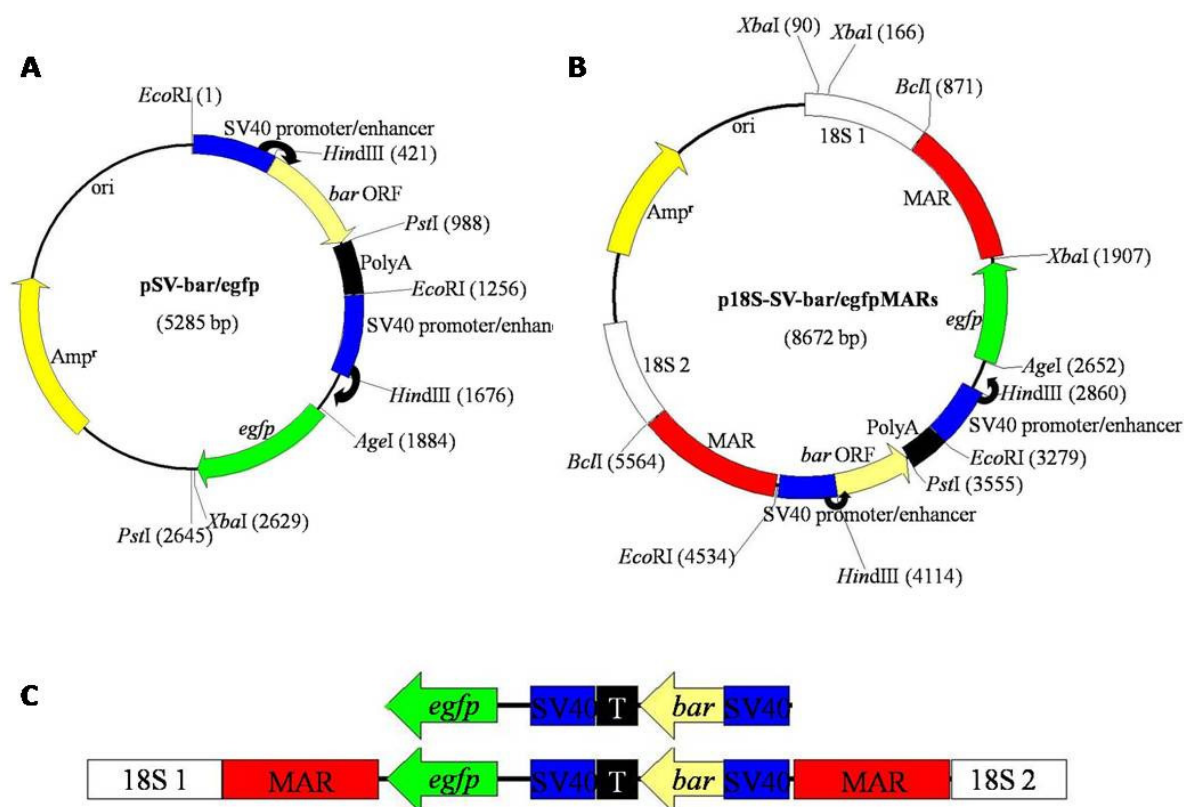 A
EcoRI (1)
SV40 promoter/enhancer
HindIII (421)
bar ORF
PstI (988)
PolyA
EcoRI (1256)
SV40 promoter/enhan
HindIII (1676)
AgeI (1884)
egfp
XbaI (2629)
PstI (2645)
Ampr
ori
pSV-bar/egfp
(5285 bp)
B
XbaI (90)
XbaI (166)
BclI (871)
18S 1
MAR
XbaI (1907)
egfp
AgeI (2652)
HindIII (2860)
SV40 promoter/enhancer
EcoRI (3279)
PolyA
PstI (3555)
bar ORF
HindIII (4114)
SV40 promoter/enhancer
EcoRI (4534)
MAR
BclI (5564)
18S 2
Ampr
ori
p18S-SV-bar/egfpMARs
(8672 bp)
C
egfp SV40 T bar SV40
18S 1 MAR egfp SV40 T bar SV40 MAR 18S 2